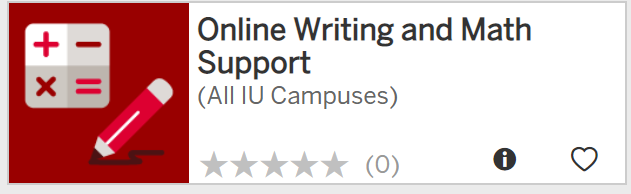 Online Writing and Math
Support
(All IU Campuses)
(0)